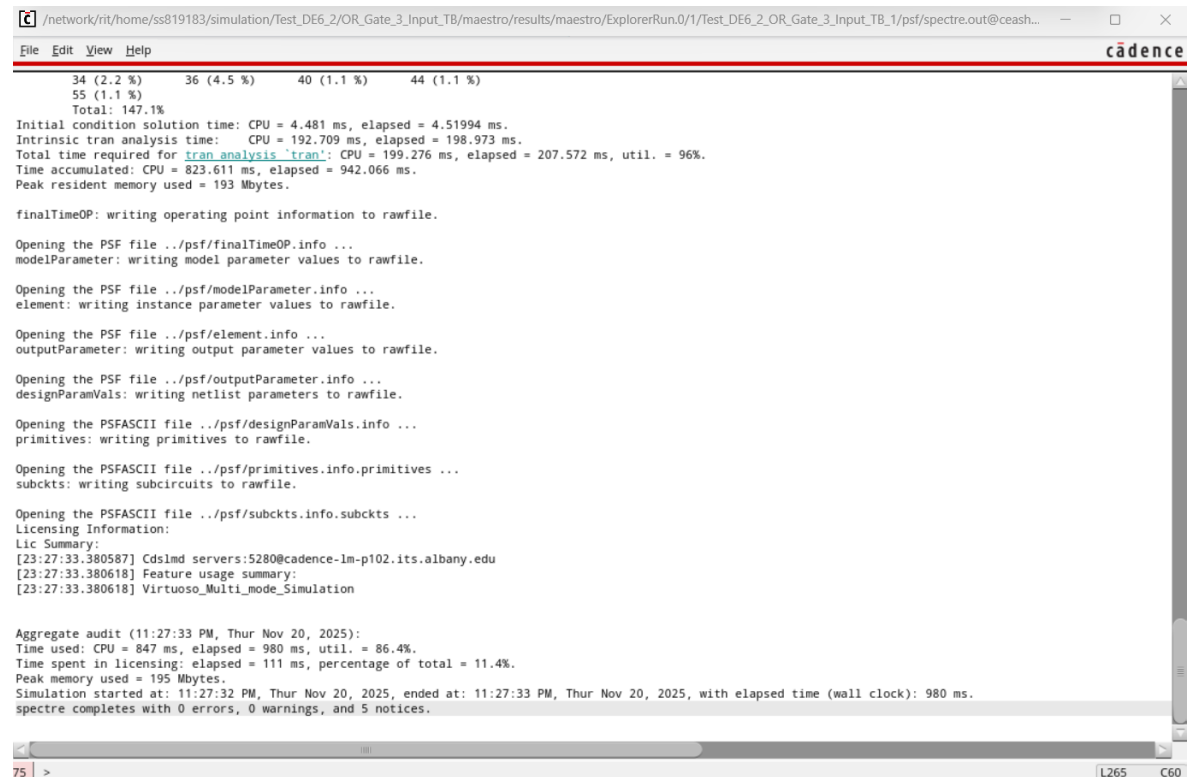 /network/rit/home/ss819183/simulation/Test_DE6_2/OR_Gate_3_Input_TB/maestro/results/maestro/ExplorerRun.0/1/Test_DE6_2_OR_Gate_3_Input_TB_1/psf/spectre.out@ceash...
File Edit View Help
cādence
34 (2.2 %) 36 (4.5 %) 40 (1.1 %) 44 (1.1 %)
55 (1.1 %)
Total: 147.1%
Initial condition solution time: CPU = 4.481 ms, elapsed = 4.51994 ms.
Intrinsic tran analysis time: CPU = 192.709 ms, elapsed = 198.973 ms.
Total time required for tran analysis `tran': CPU = 199.276 ms, elapsed = 207.572 ms, util. = 96%.
Time accumulated: CPU = 823.611 ms, elapsed = 942.066 ms.
Peak resident memory used = 193 Mbytes.
finalTimeOP: writing operating point information to rawfile.
Opening the PSF file ../psf/finalTimeOP.info ...
modelParameter: writing model parameter values to rawfile.
Opening the PSF file ../psf/modelParameter.info ...
element: writing instance parameter values to rawfile.
Opening the PSF file ../psf/element.info ...
outputParameter: writing output parameter values to rawfile.
Opening the PSF file ../psf/outputParameter.info ...
designParamVals: writing netlist parameters to rawfile.
Opening the PSFASCII file ../psf/designParamVals.info ...
primitives: writing primitives to rawfile.
Opening the PSFASCII file ../psf/primitives.info.primitives ...
subckts: writing subcircuits to rawfile.
Opening the PSFASCII file ../psf/subckts.info.subckts ...
Licensing Information:
Lic Summary:
[23:27:33.380587] Cdslmd servers:5280@cadence-lm-p102.its.albany.edu
[23:27:33.380618] Feature usage summary:
[23:27:33.380618] Virtuoso_Multi_mode_Simulation
Aggregate audit (11:27:33 PM, Thur Nov 20, 2025):
Time used: CPU = 847 ms, elapsed = 980 ms, util. = 86.4%.
Time spent in licensing: elapsed = 111 ms, percentage of total = 11.4%.
Peak memory used = 195 Mbytes.
Simulation started at: 11:27:32 PM, Thur Nov 20, 2025, ended at: 11:27:33 PM, Thur Nov 20, 2025, with elapsed time (wall clock): 980 ms.
spectre completes with 0 errors, 0 warnings, and 5 notices.
75 > L265 C60